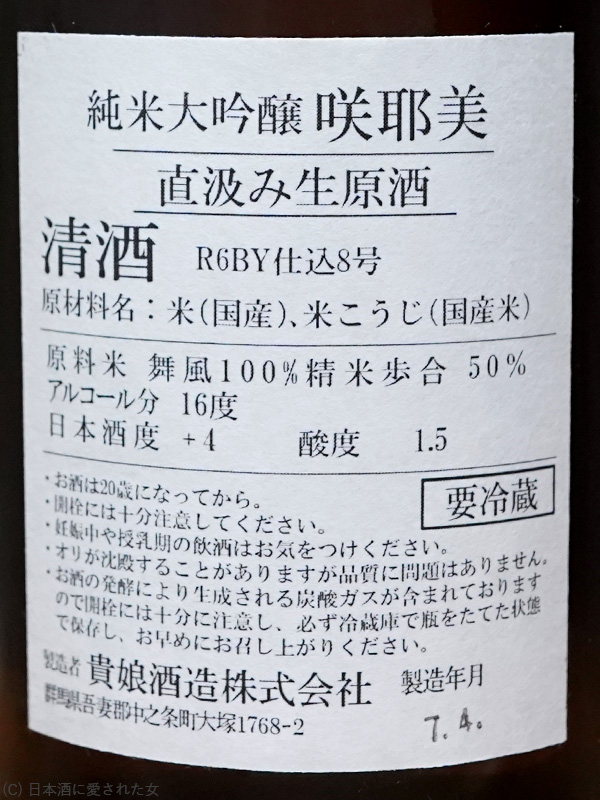 純米大吟醸 咲耶美
直汲み生原酒
清酒 R6BY仕込8号
原材料名：米(国産)、米こうじ(国産米)
原料米 舞風100%精米歩合 50%
アルコール分 16度
日本酒度 +4 酸度 1.5
・お酒は20歳になってから。
・開栓には十分注意してください。
・妊娠中や授乳期の飲酒はお気をつけください。
・オリが沈殿することがありますが品質に問題はありません。
・お酒の発酵により生成される炭酸ガスが含まれております
ので開栓には十分に注意し、必ず冷蔵庫で瓶をたてた状態
で保存し、お早めにお召し上がりください。
要冷蔵
製造者 貴娘酒造株式会社 製造年月
群馬県吾妻郡中之条町大塚1768-2
7.4.
(C) 日本酒に愛された女